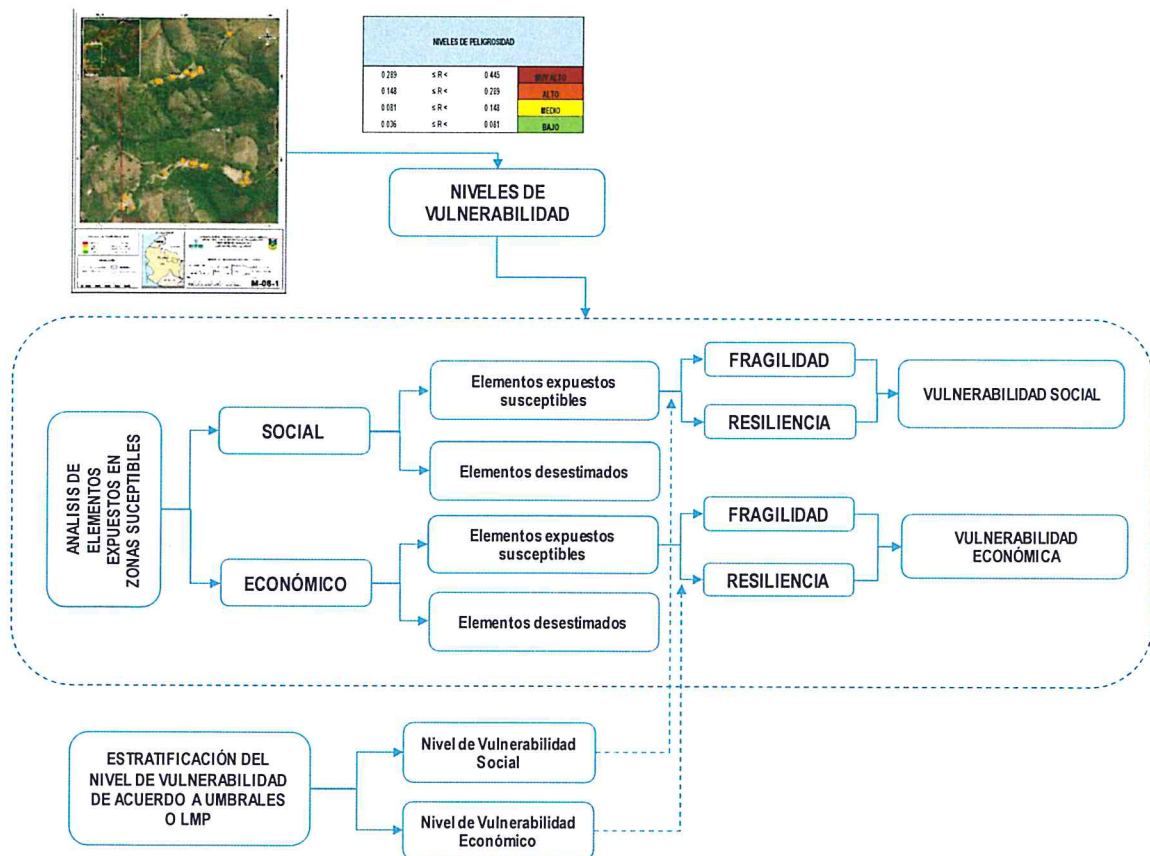 NIVELES DE PELIGROSIDAD
0.289 ≤ R < 0.445 MUY ALTO
0.148 ≤ R < 0.289 ALTO
0.081 ≤ R < 0.148 MEDIO
0.036 ≤ R < 0.081 BAJO
M-08-1
NIVELES DE
VULNERABILIDAD
ANALISIS DE
ELEMENTOS
EXPUESTOS EN
ZONAS SUCEPTIBLES
SOCIAL
Elementos expuestos
susceptibles
Elementos desestimados
FRAGILIDAD
RESILIENCIA
VULNERABILIDAD SOCIAL
ECONÓMICO
Elementos expuestos
susceptibles
Elementos desestimados
FRAGILIDAD
RESILIENCIA
VULNERABILIDAD
ECONÓMICA
ESTRATIFICACIÓN DEL
NIVEL DE VULNERABILIDAD
DE ACUERDO A UMBRALES
O LMP
Nivel de Vulnerabilidad
Social
Nivel de Vulnerabilidad
Económico